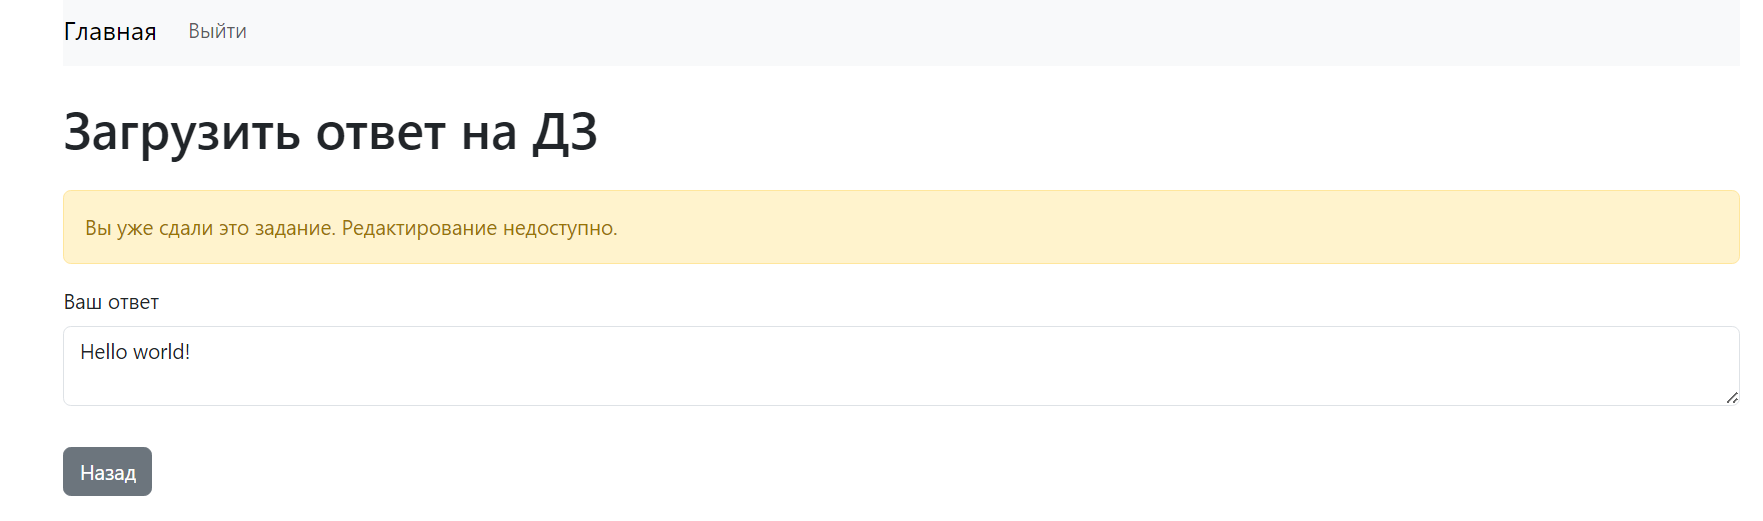 Главная Выйти
Загрузить ответ на ДЗ
Вы уже сдали это задание. Редактирование недоступно.
Ваш ответ
Hello world!
Назад